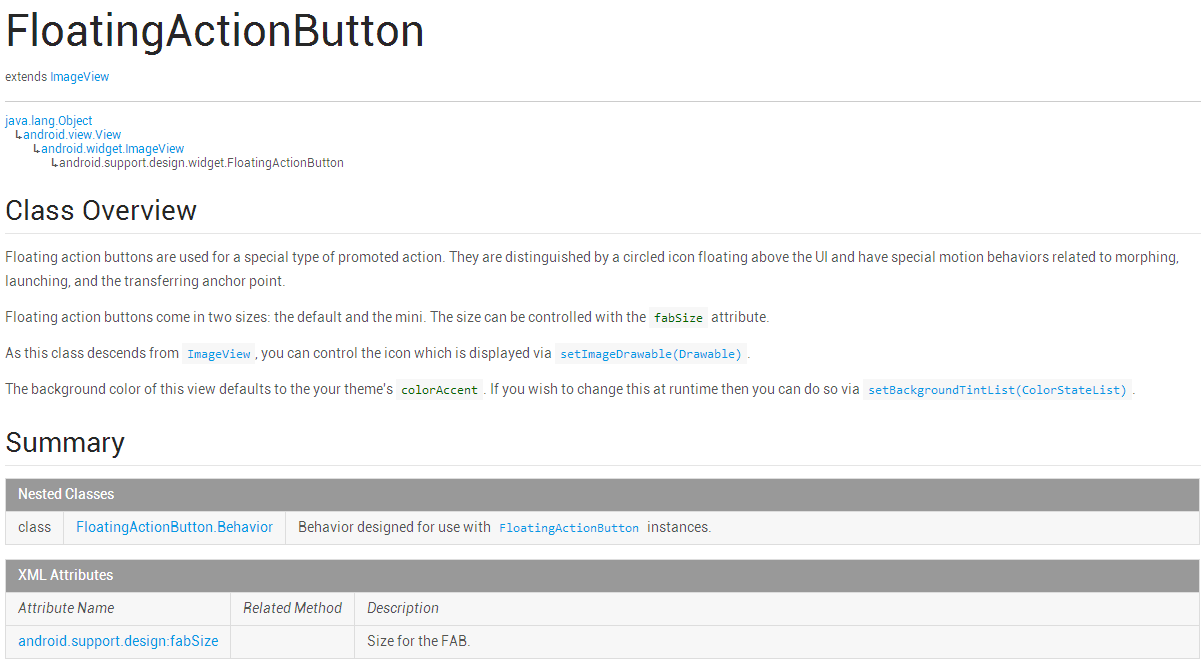 FloatingActionButton
extends ImageView
java.lang.Object
↳android.view.View
↳android.widget.ImageView
↳android.support.design.widget.FloatingActionButton
Class Overview
Floating action buttons are used for a special type of promoted action. They are distinguished by a circled icon floating above the UI and have special motion behaviors related to morphing,
launching, and the transferring anchor point.
Floating action buttons come in two sizes: the default and the mini. The size can be controlled with the fabSize attribute.
As this class descends from ImageView, you can control the icon which is displayed via setImageDrawable(Drawable).
The background color of this view defaults to the your theme's colorAccent. If you wish to change this at runtime then you can do so via setBackgroundTintList(ColorStateList).
Summary
Nested Classes
class FloatingActionButton.Behavior Behavior designed for use with FloatingActionButton instances.
XML Attributes
Attribute Name Related Method Description
android.support.design:fabSize Size for the FAB.